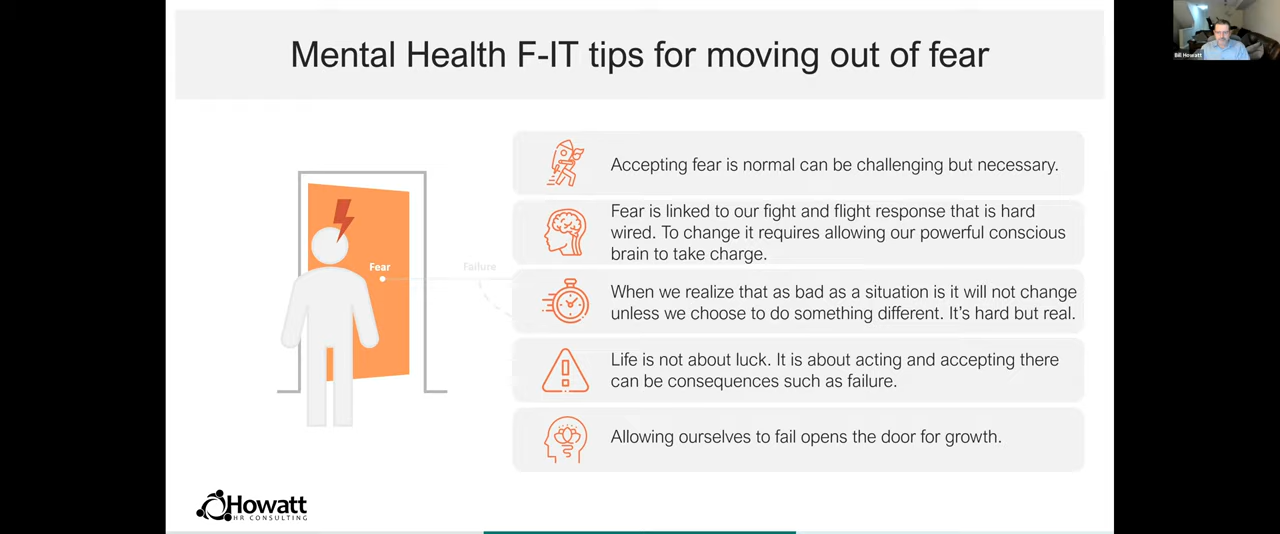 Mental Health F-IT tips for moving out of fear
Bill Howatt
Accepting fear is normal can be challenging but necessary.
Fear is linked to our fight and flight response that is hard
wired. To change it requires allowing our powerful conscious
brain to take charge.
Fear
Failure
When we realize that as bad as a situation is it will not change
unless we choose to do something different. It's hard but real.
Life is not about luck. It is about acting and accepting there
can be consequences such as failure.
Allowing ourselves to fail opens the door for growth.
Howatt
HR CONSULTING